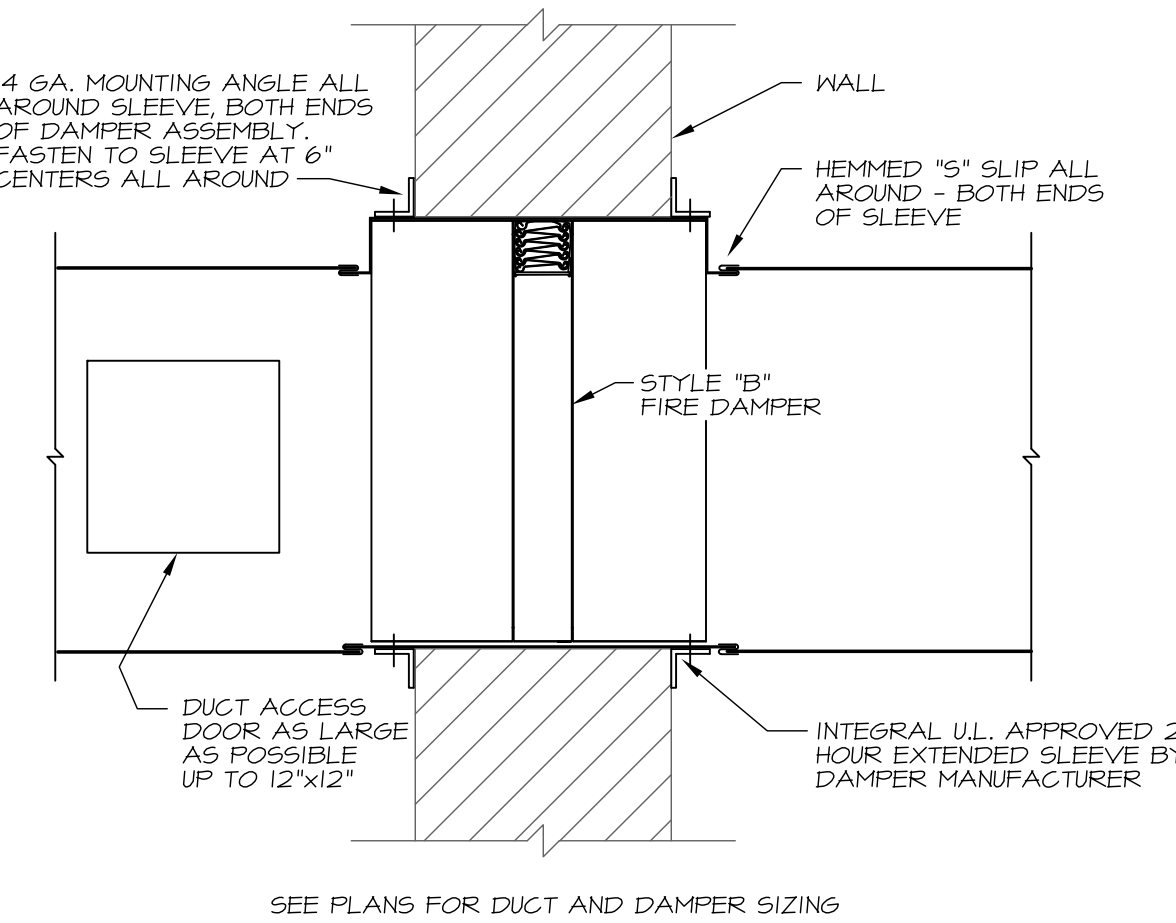 4 GA. MOUNTING ANGLE ALL
AROUND SLEEVE, BOTH ENDS
OF DAMPER ASSEMBLY.
FASTEN TO SLEEVE AT 6"
CENTERS ALL AROUND
WALL
HEMMED "S" SLIP ALL
AROUND - BOTH ENDS
OF SLEEVE
STYLE "B"
FIRE DAMPER
DUCT ACCESS
DOOR AS LARGE
AS POSSIBLE
UP TO 12"x12"
INTEGRAL U.L. APPROVED 2
HOUR EXTENDED SLEEVE BY
DAMPER MANUFACTURER
SEE PLANS FOR DUCT AND DAMPER SIZING